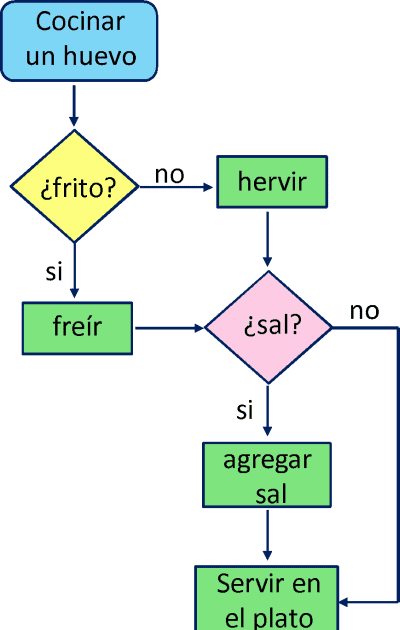 Cocinar
un huevo
¿frito?
no
hervir
si
freír
¿sal?
no
si
agregar
sal
Servir en
el plato